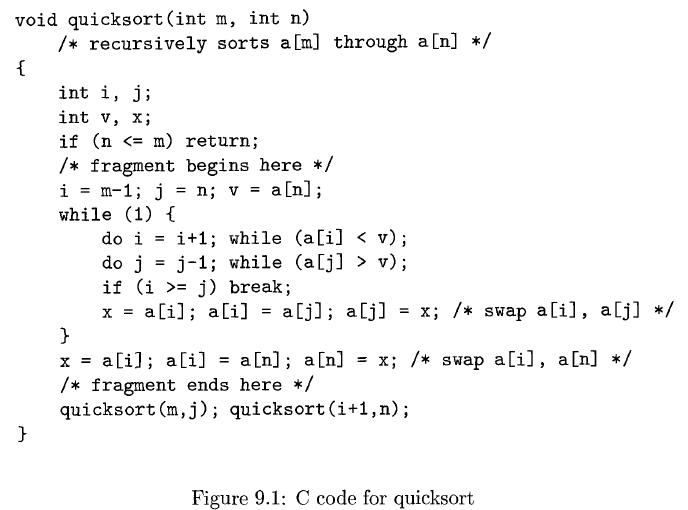 void quicksort(int m, int n)
    /* recursively sorts a[m] through a[n] */
{
    int i, j;
    int v, x;
    if (n <= m) return;
    /* fragment begins here */
    i = m-1; j = n; v = a[n];
    while (1) {
        do i = i+1; while (a[i] < v);
        do j = j-1; while (a[j] > v);
        if (i >= j) break;
        x = a[i]; a[i] = a[j]; a[j] = x; /* swap a[i], a[j] */
    }
    x = a[i]; a[i] = a[n]; a[n] = x; /* swap a[i], a[n] */
    /* fragment ends here */
    quicksort(m,j); quicksort(i+1,n);
}
Figure 9.1: C code for quicksort